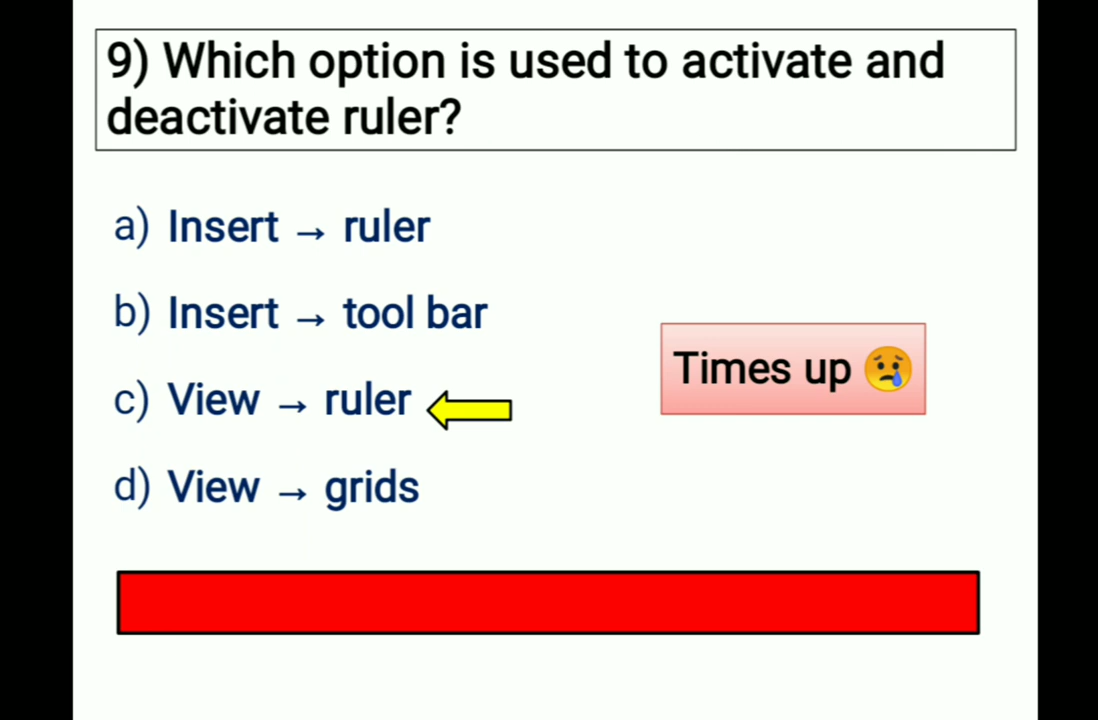 9) Which option is used to activate and
deactivate ruler?
a) Insert → ruler
b) Insert → tool bar
c) View → ruler
d) View → grids
Times up 😢